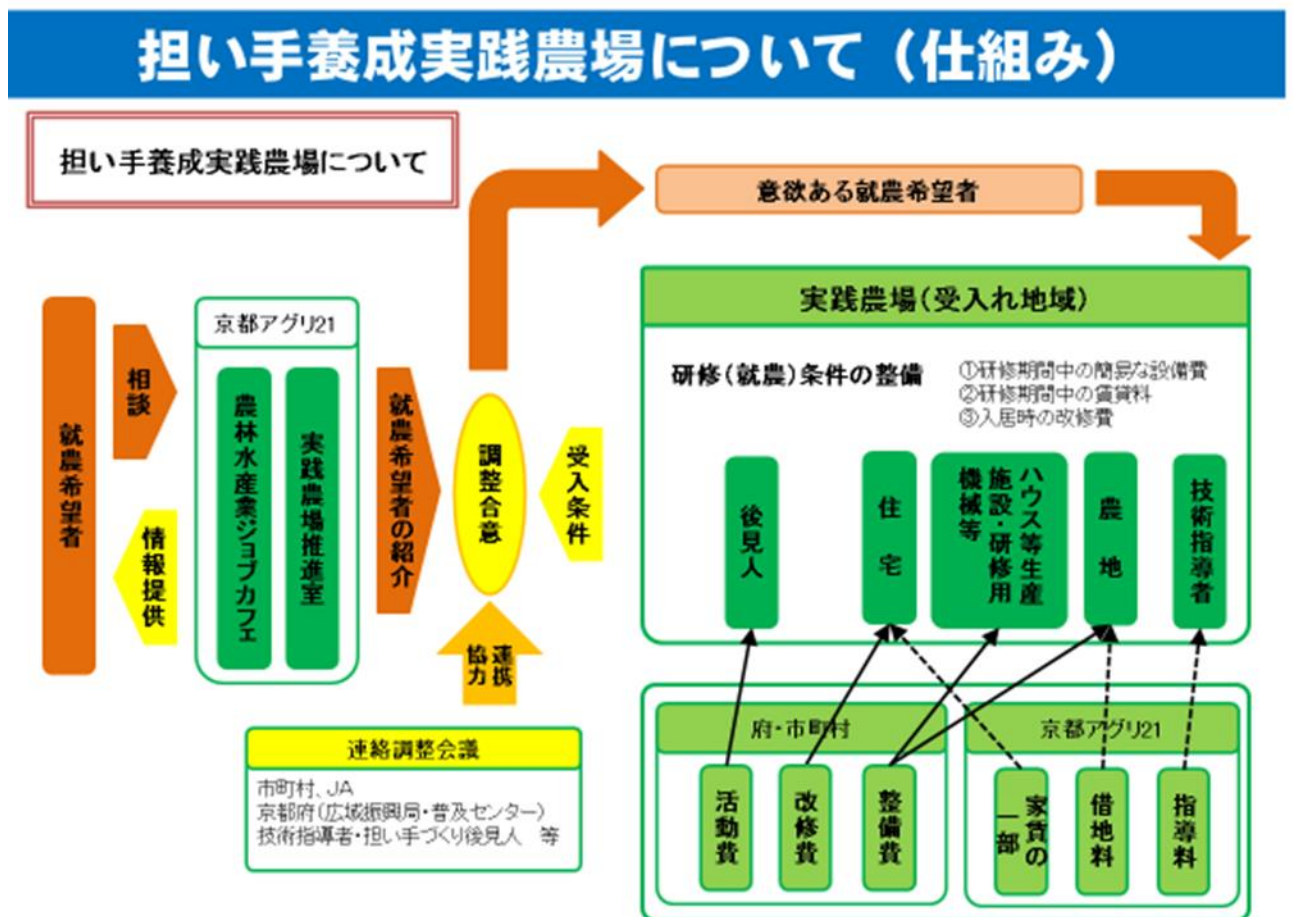 担い手養成実践農場について（仕組み）
担い手養成実践農場について
意欲ある就農希望者
就農希望者
相談
情報提供
京都アグリ21
農林水産業ジョブカフェ
実践農場推進室
就農希望者の紹介
調整合意
受入条件
連携
協力
連絡調整会議
市町村、JA
京都府(広域振興局・普及センター)
技術指導者・担い手づくり後見人　等
実践農場(受入れ地域)
研修(就農)条件の整備
①研修期間中の簡易な設備費
②研修期間中の賃貸料
③入居時の改修費
後見人
住宅
ハウス等生産
施設・研修用
機械等
農地
技術指導者
府・市町村
活動費
改修費
整備費
京都アグリ21
家賃の
一部
借地料
指導料